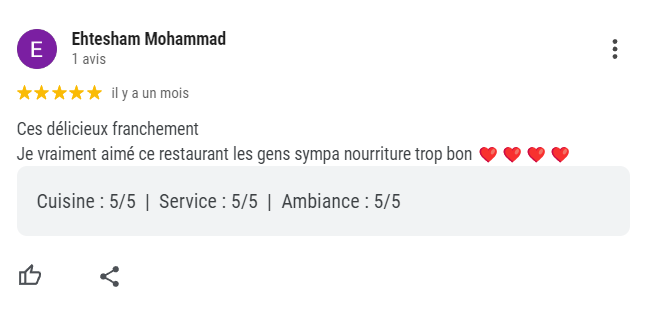 E
Ehtesham Mohammad
1 avis
il y a un mois
Ces délicieux franchement
Je vraiment aimé ce restaurant les gens sympa nourriture trop bon ❤️ ❤️ ❤️ ❤️
Cuisine : 5/5 | Service : 5/5 | Ambiance : 5/5